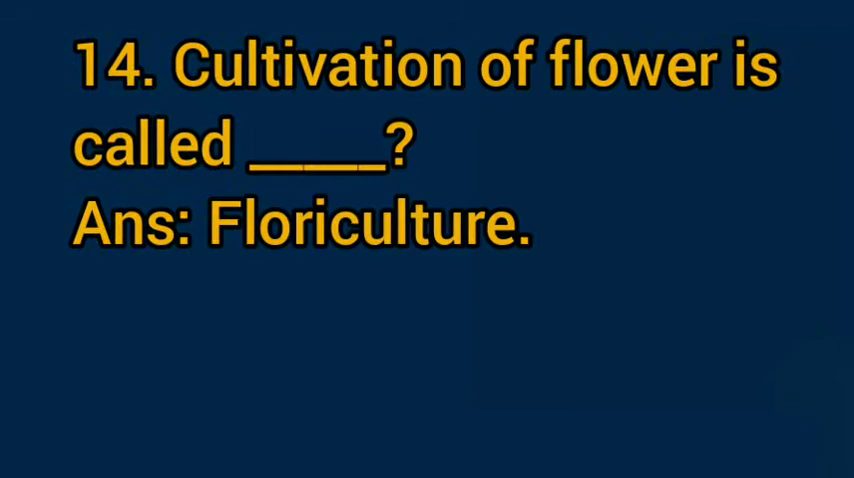 14. Cultivation of flower is
called _____?
Ans: Floriculture.